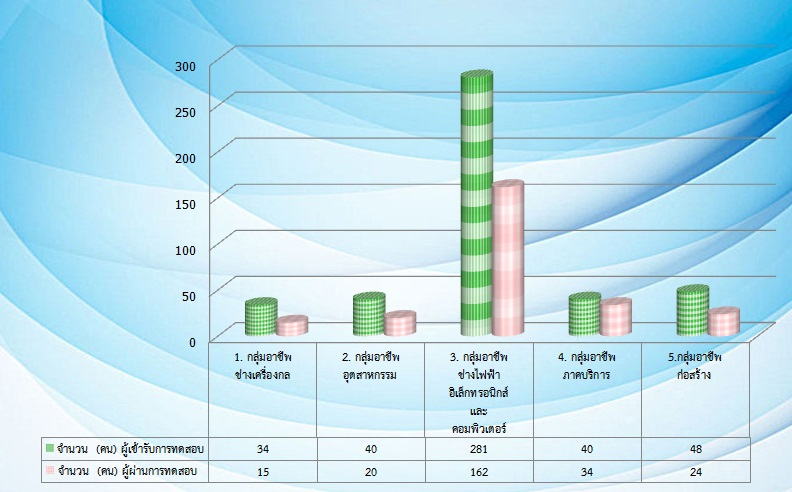 300
250
200
150
100
50
0
1. กลุ่มอาชีพ
ช่างเครื่องกล
2. กลุ่มอาชีพ
อุตสาหกรรม
3. กลุ่มอาชีพ
ช่างไฟฟ้า
อิเล็กทรอนิกส์
และ
คอมพิวเตอร์
4. กลุ่มอาชีพ
ภาคบริการ
5.กลุ่มอาชีพ
ก่อสร้าง
จำนวน (คน) ผู้เข้ารับการทดสอบ 34 40 281 40 48
จำนวน (คน) ผู้ผ่านการทดสอบ 15 20 162 34 24